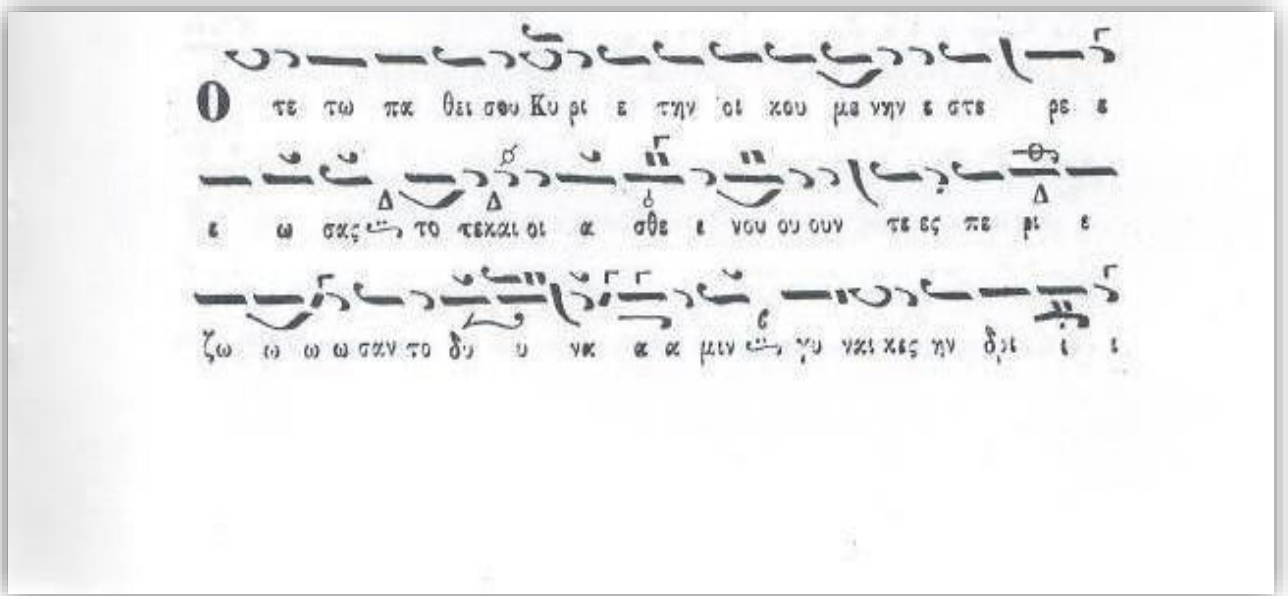 Ο τε τω πα θει σου Κυ ρι ε την οι κου με νην ε στε ρε ε
ε ω σας το τε και οι α σθε ε νου ου ουν τε ες πε ρι ε
ζω ω ω ω σαν το δυ υ να α α μιν γυ ναι κες ην δρι ι ι